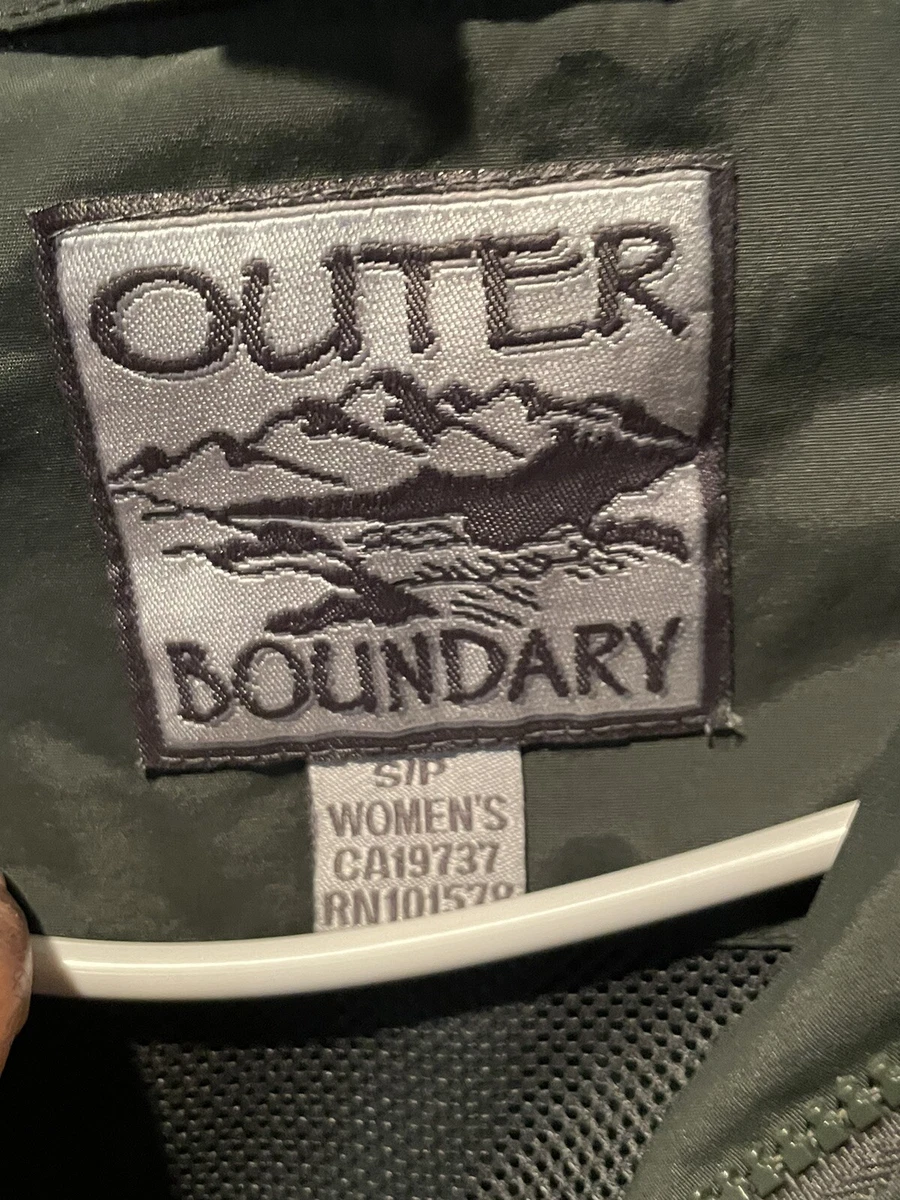 OUTER
BOUNDARY
S/P
WOMEN'S
CA19737
RN101578